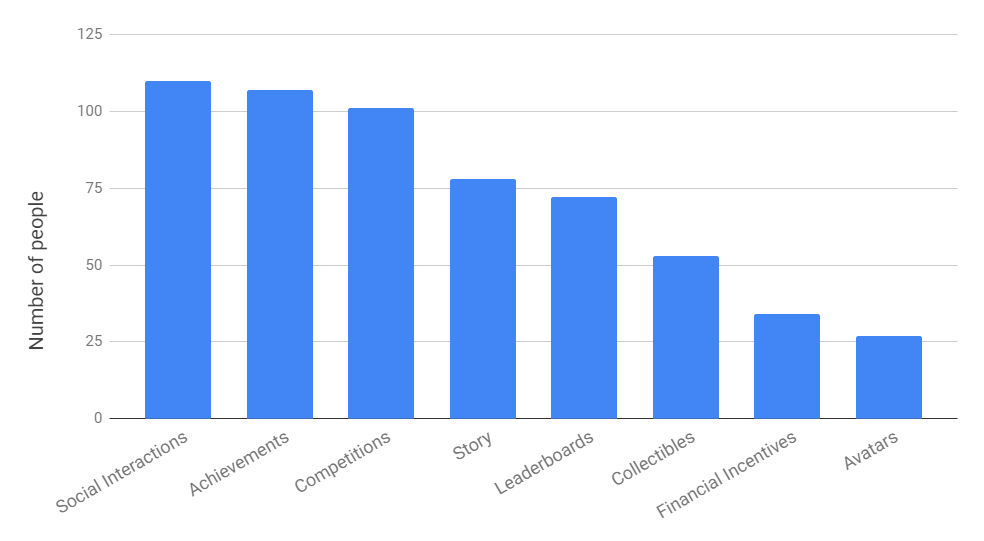 Number of people
125
100
75
50
25
0
Social Interactions
Achievements
Competitions
Story
Leaderboards
Collectibles
Financial Incentives
Avatars